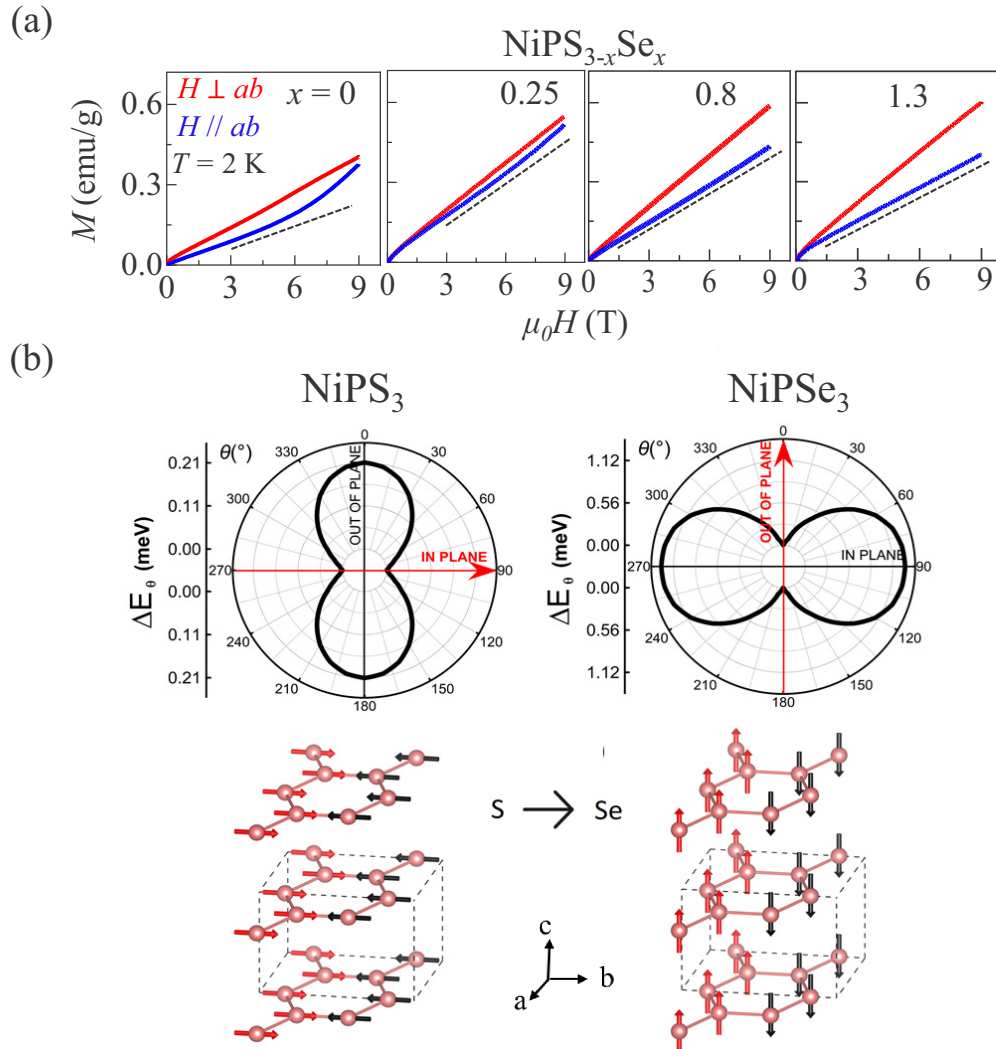 (a)
NiPS3-xSex
H ⊥ ab
H // ab
T = 2 K
x = 0
0.25
0.8
1.3
M (emu/g)
0.6
0.3
0.0
0 3 6 9
0 3 6 9
0 3 6 9
0 3 6 9
μ0H (T)
(b)
NiPS3
NiPSe3
ΔEθ (meV)
0.21
0.11
0.00
0.00
0.11
0.21
θ(°)
0
30
60
90
120
150
180
210
240
270
300
330
OUT OF PLANE
IN PLANE
ΔEθ (meV)
1.12
0.56
0.00
0.00
0.56
1.12
θ(°)
0
30
60
90
120
150
180
210
240
270
300
330
OUT OF PLANE
IN PLANE
S → Se
c
b
a